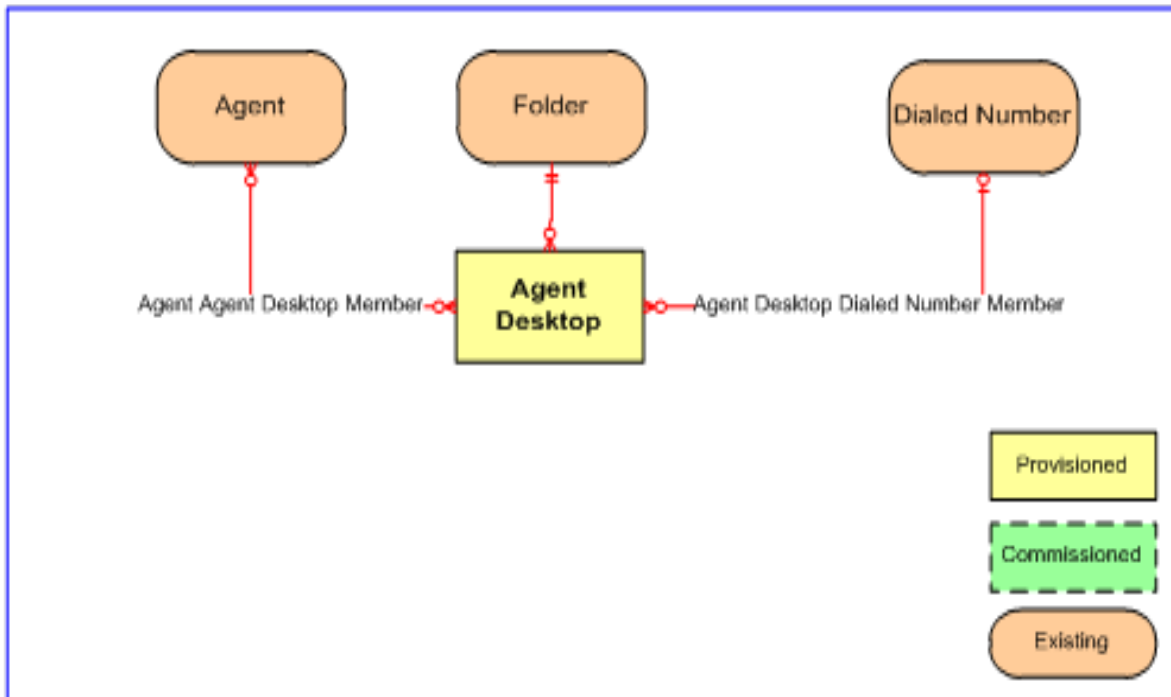 Agent
Folder
Dialed Number
Agent
Desktop
Agent Agent Desktop Member
Agent Desktop Dialed Number Member
Provisioned
Commissioned
Existing